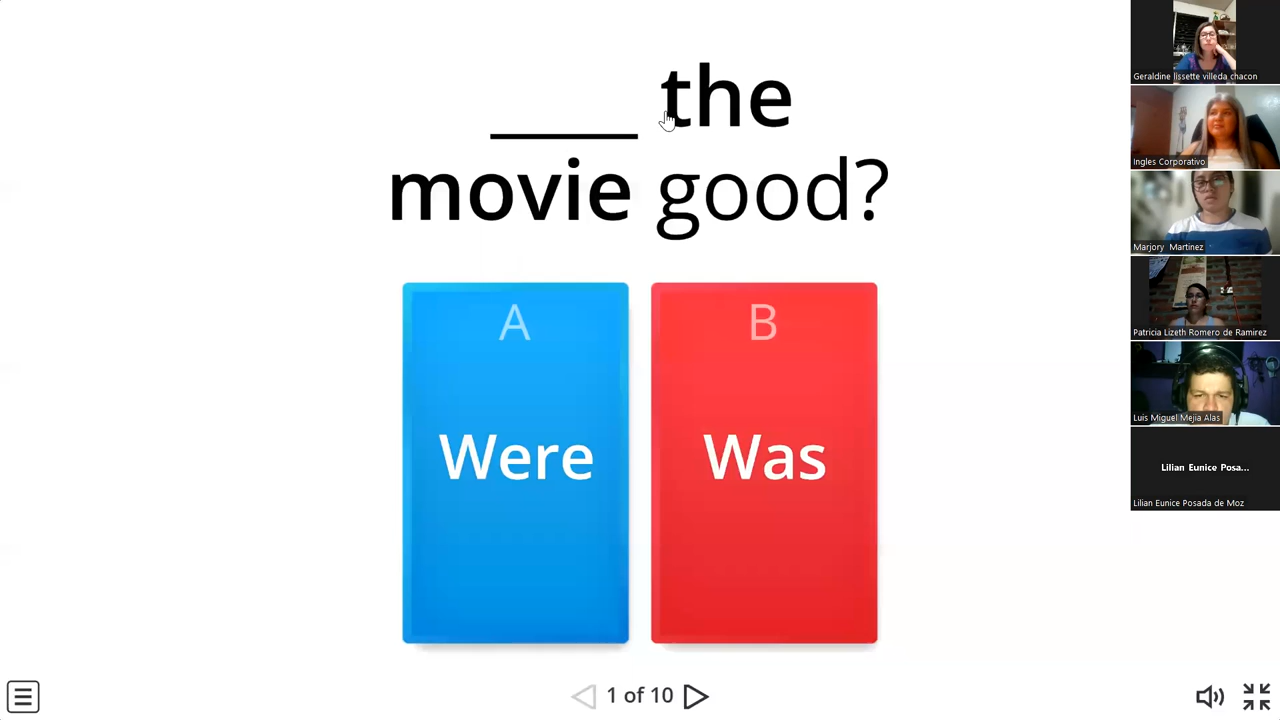 ____ the
movie good?
A
B
Were
Was
1 of 10
Geraldine lissette villeda chacon
Ingles Corporativo
Marjory Martinez
Patricia Lizeth Romero de Ramirez
Luis Miguel Mejia Alas
Lilian Eunice Posa...
Lilian Eunice Posada de Moz